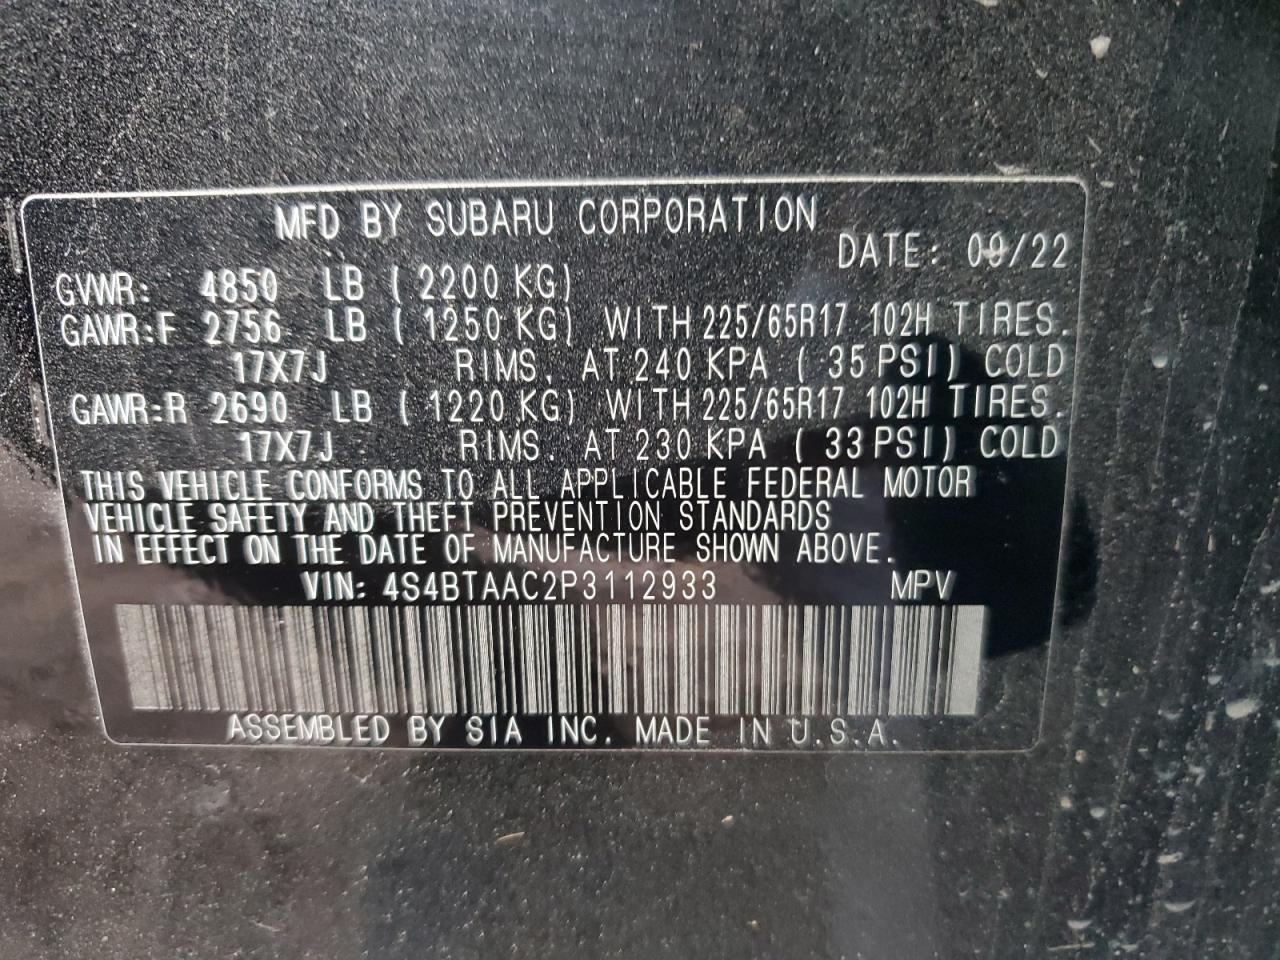 MFD BY SUBARU CORPORATION
DATE: 09/22
GVWR: 4850 LB ( 2200 KG)
GAWR:F 2756 LB ( 1250 KG) WITH 225/65R17 102H TIRES.
17X7J RIMS. AT 240 KPA ( 35 PSI) COLD
GAWR:R 2690 LB ( 1220 KG) WITH 225/65R17 102H TIRES.
17X7J RIMS. AT 230 KPA ( 33 PSI) COLD
THIS VEHICLE CONFORMS TO ALL APPLICABLE FEDERAL MOTOR
VEHICLE SAFETY AND THEFT PREVENTION STANDARDS
IN EFFECT ON THE DATE OF MANUFACTURE SHOWN ABOVE.
VIN: 4S4BTAAC2P3112933 MPV
ASSEMBLED BY SIA INC. MADE IN U.S.A.